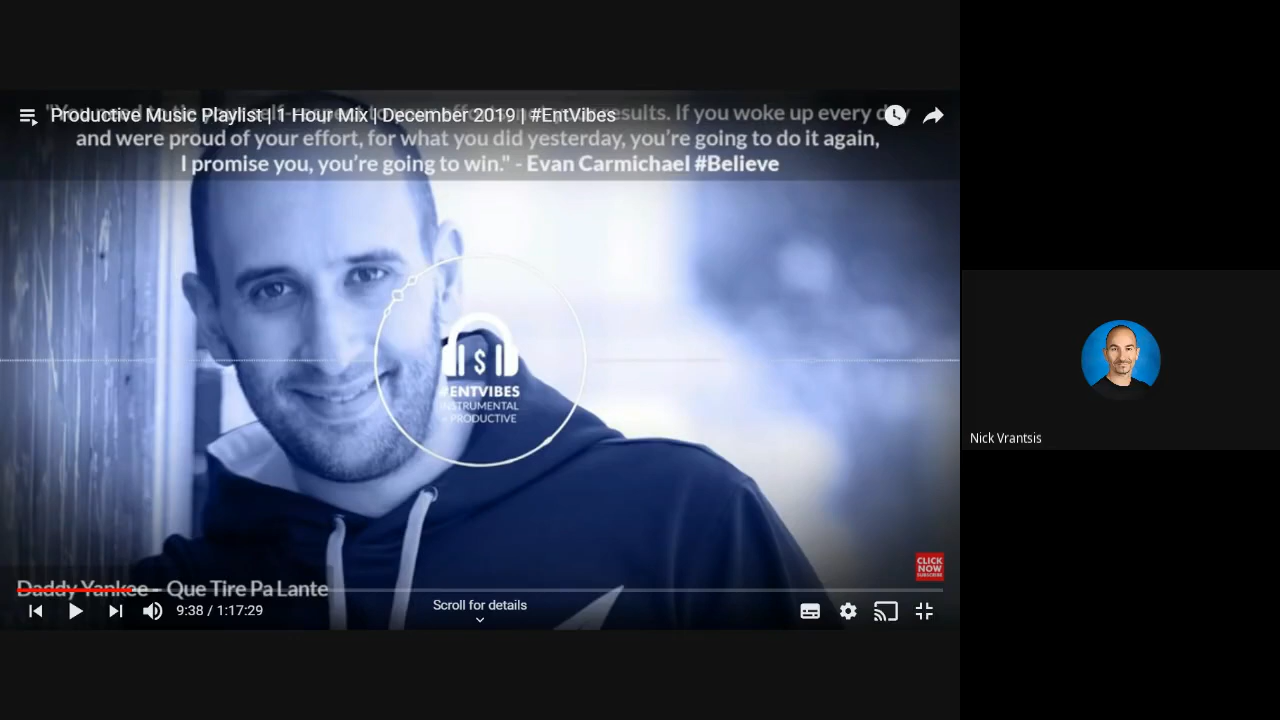 Productive Music Playlist | 1 Hour Mix | December 2019 | #EntVibes
results. If you woke up every day
and were proud of your effort, for what you did yesterday, you're going to do it again,
I promise you, you're going to win." - Evan Carmichael #Believe
#ENTVIBES
INSTRUMENTAL
+ PRODUCTIVE
Nick Vrantsis
CLICK
NOW
SUBSCRIBE
Daddy Yankee - Que Tire Pa Lante
9:38 / 1:17:29
Scroll for details